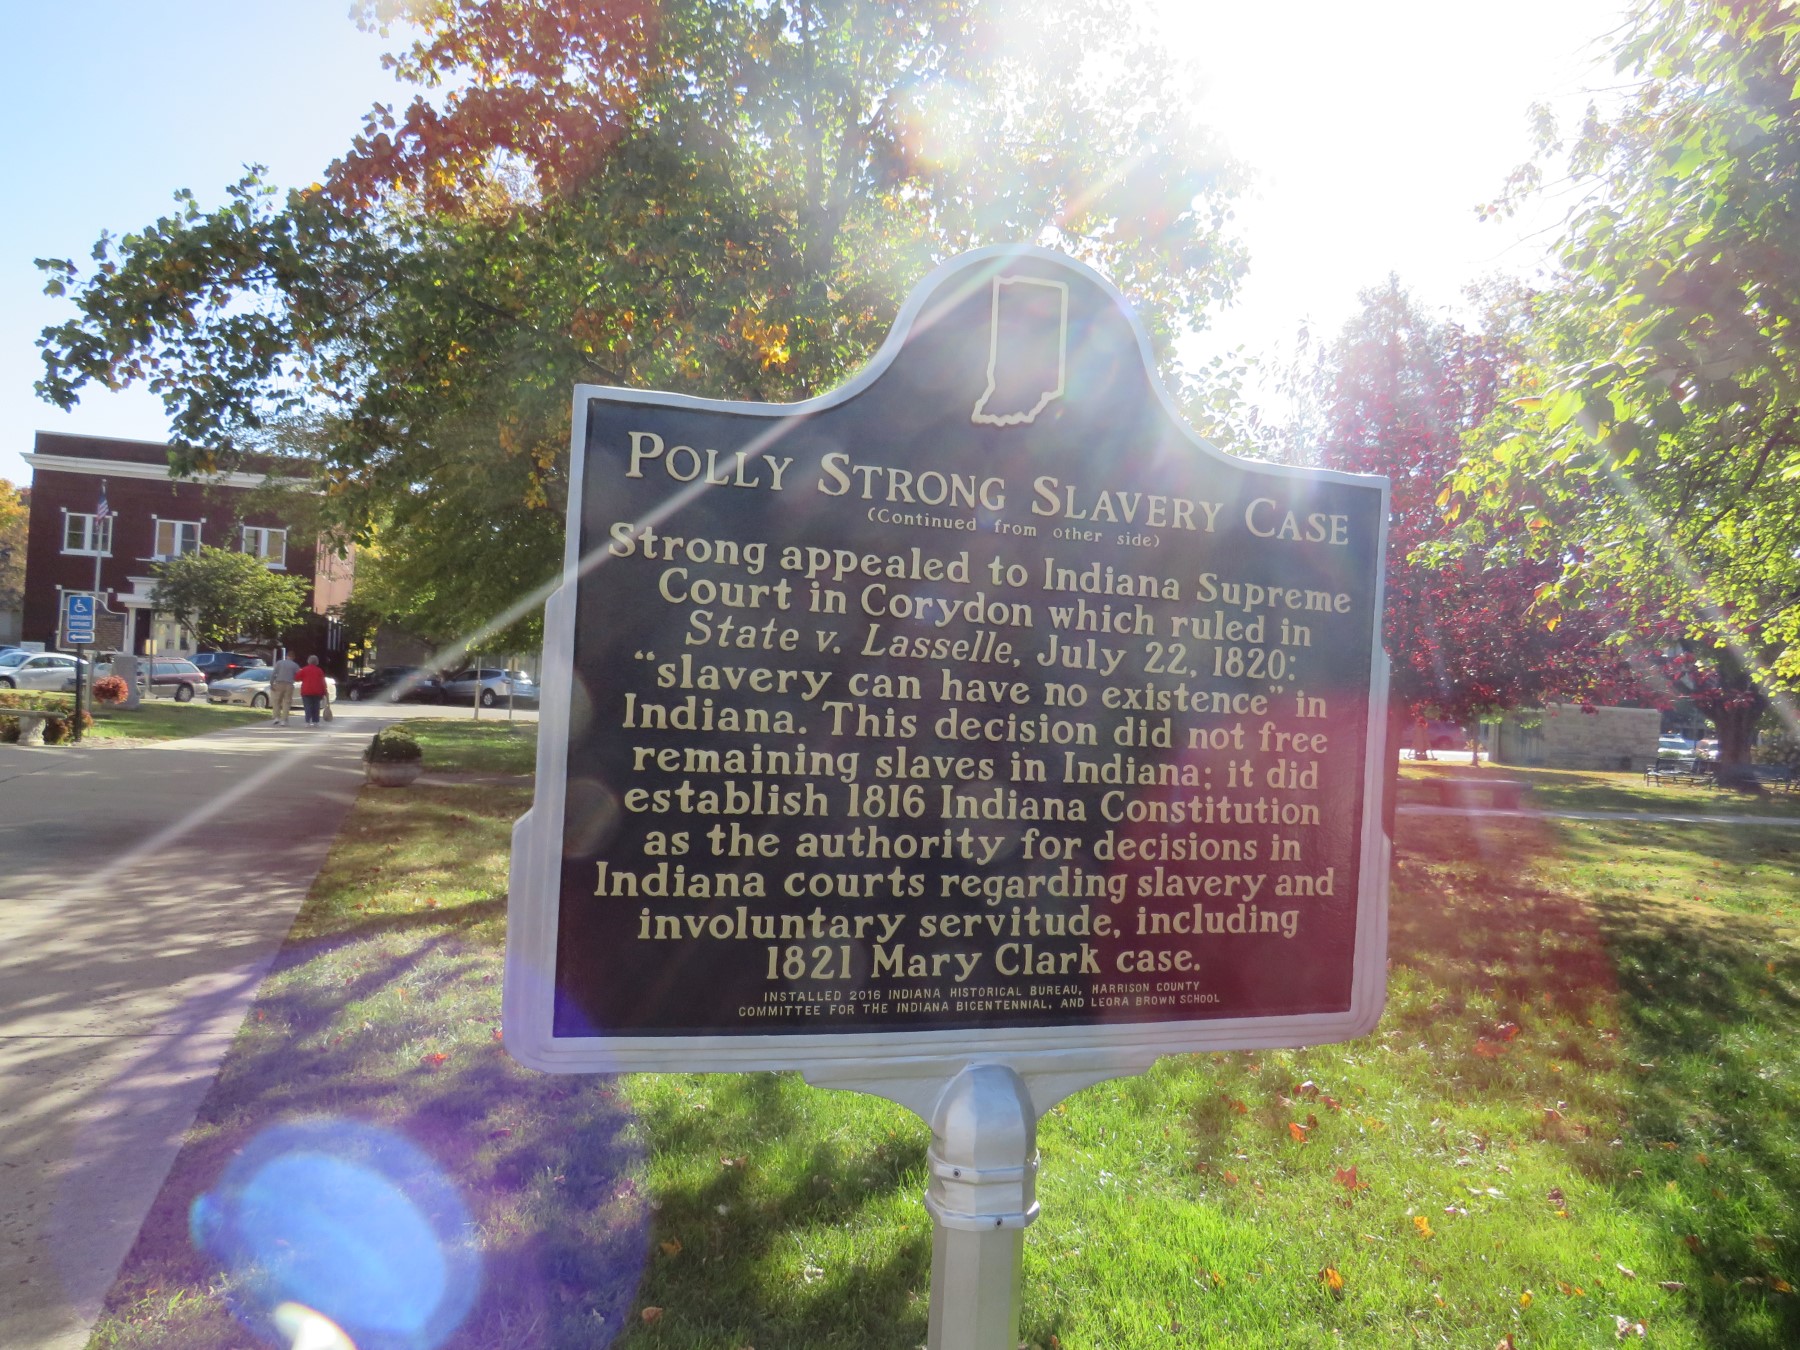 POLLY STRONG SLAVERY CASE
(Continued from other side)
Strong appealed to Indiana Supreme
Court in Corydon which ruled in
State v. Lasselle, July 22, 1820:
“slavery can have no existence” in
Indiana. This decision did not free
remaining slaves in Indiana; it did
establish 1816 Indiana Constitution
as the authority for decisions in
Indiana courts regarding slavery and
involuntary servitude, including
1821 Mary Clark case.
INSTALLED 2016 INDIANA HISTORICAL BUREAU, HARRISON COUNTY
COMMITTEE FOR THE INDIANA BICENTENNIAL, AND LEORA BROWN SCHOOL